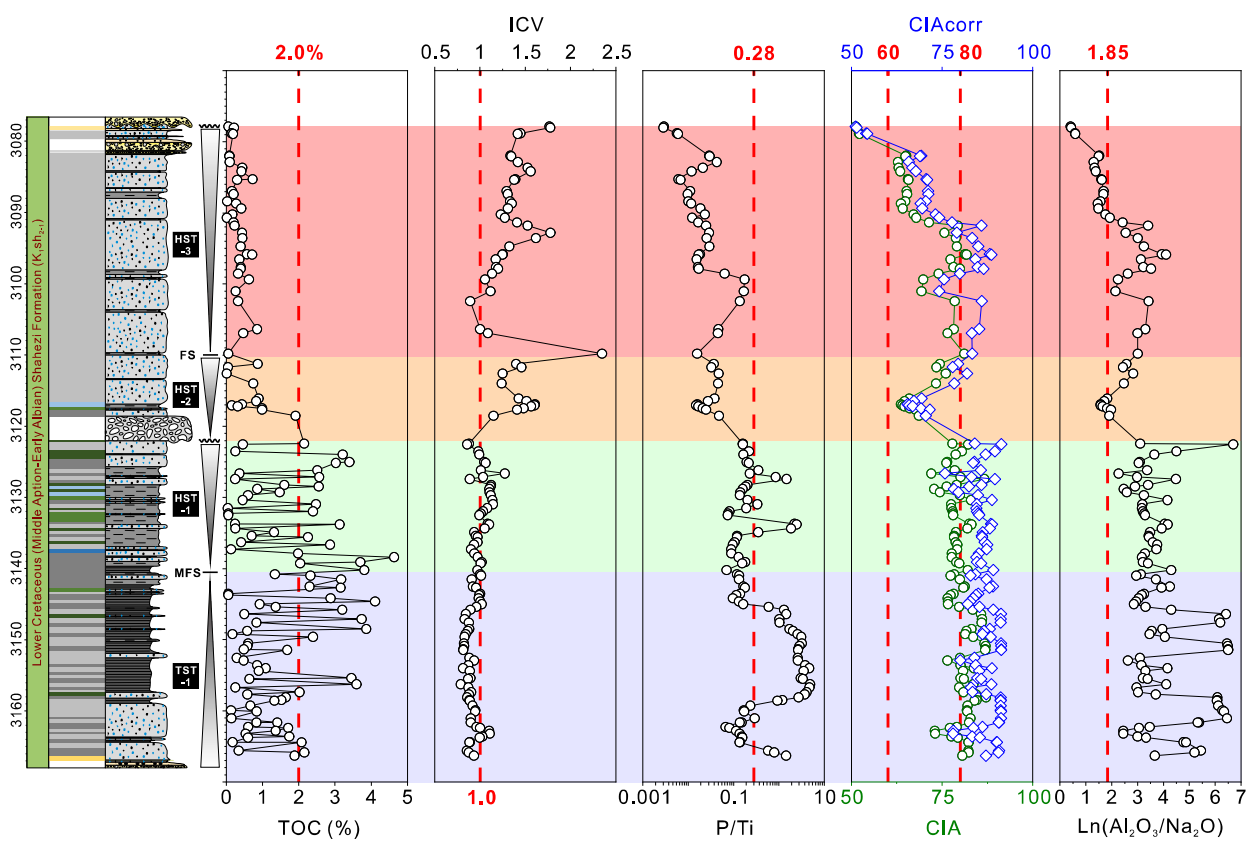 ICV
CIAcorr
2.0%
0.5 1 1.5 2 2.5
0.28
50 60 75 80 100
1.85
Lower Cretaceous (Middle Aption-Early Albian) Shahezi Formation (K₁sh₂₊₁)
3080
3090
3100
3110
3120
3130
3140
3150
3160
HST
-3
FS
HST
-2
HST
-1
MFS
TST
-1
0 1 2 3 4 5
1.0
0.001 0.1 10
50 75 100
0 1 2 3 4 5 6 7
TOC (%)
P/Ti
CIA
Ln(Al₂O₃/Na₂O)